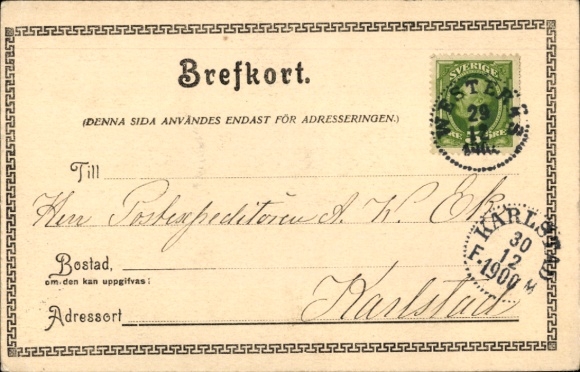 Brefkort.
SVERIGE
(DENNA SIDA ANVÄNDES ENDAST FÖR ADRESSERINGEN.)
29
12
Till
Herr Postexpeditören A. W. Ek
KARLSTAD
30
12
1900
Bostad,
om den kan uppgifvas:
Karlstad
Adressort